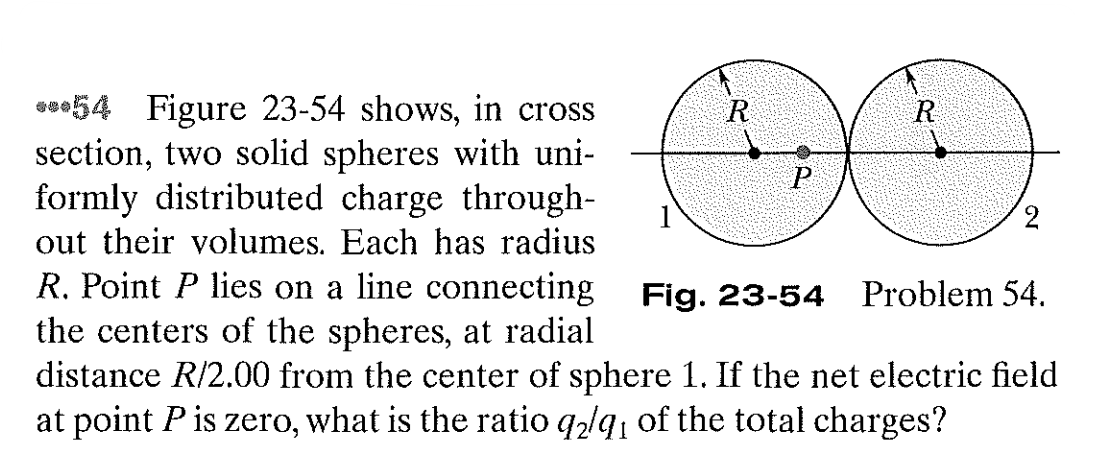 •••54 Figure 23-54 shows, in cross
section, two solid spheres with uni-
formly distributed charge through-
out their volumes. Each has radius
R. Point P lies on a line connecting
the centers of the spheres, at radial
distance R/2.00 from the center of sphere 1. If the net electric field
at point P is zero, what is the ratio q₂/q₁ of the total charges?
R
R
P
1
2
Fig. 23-54 Problem 54.